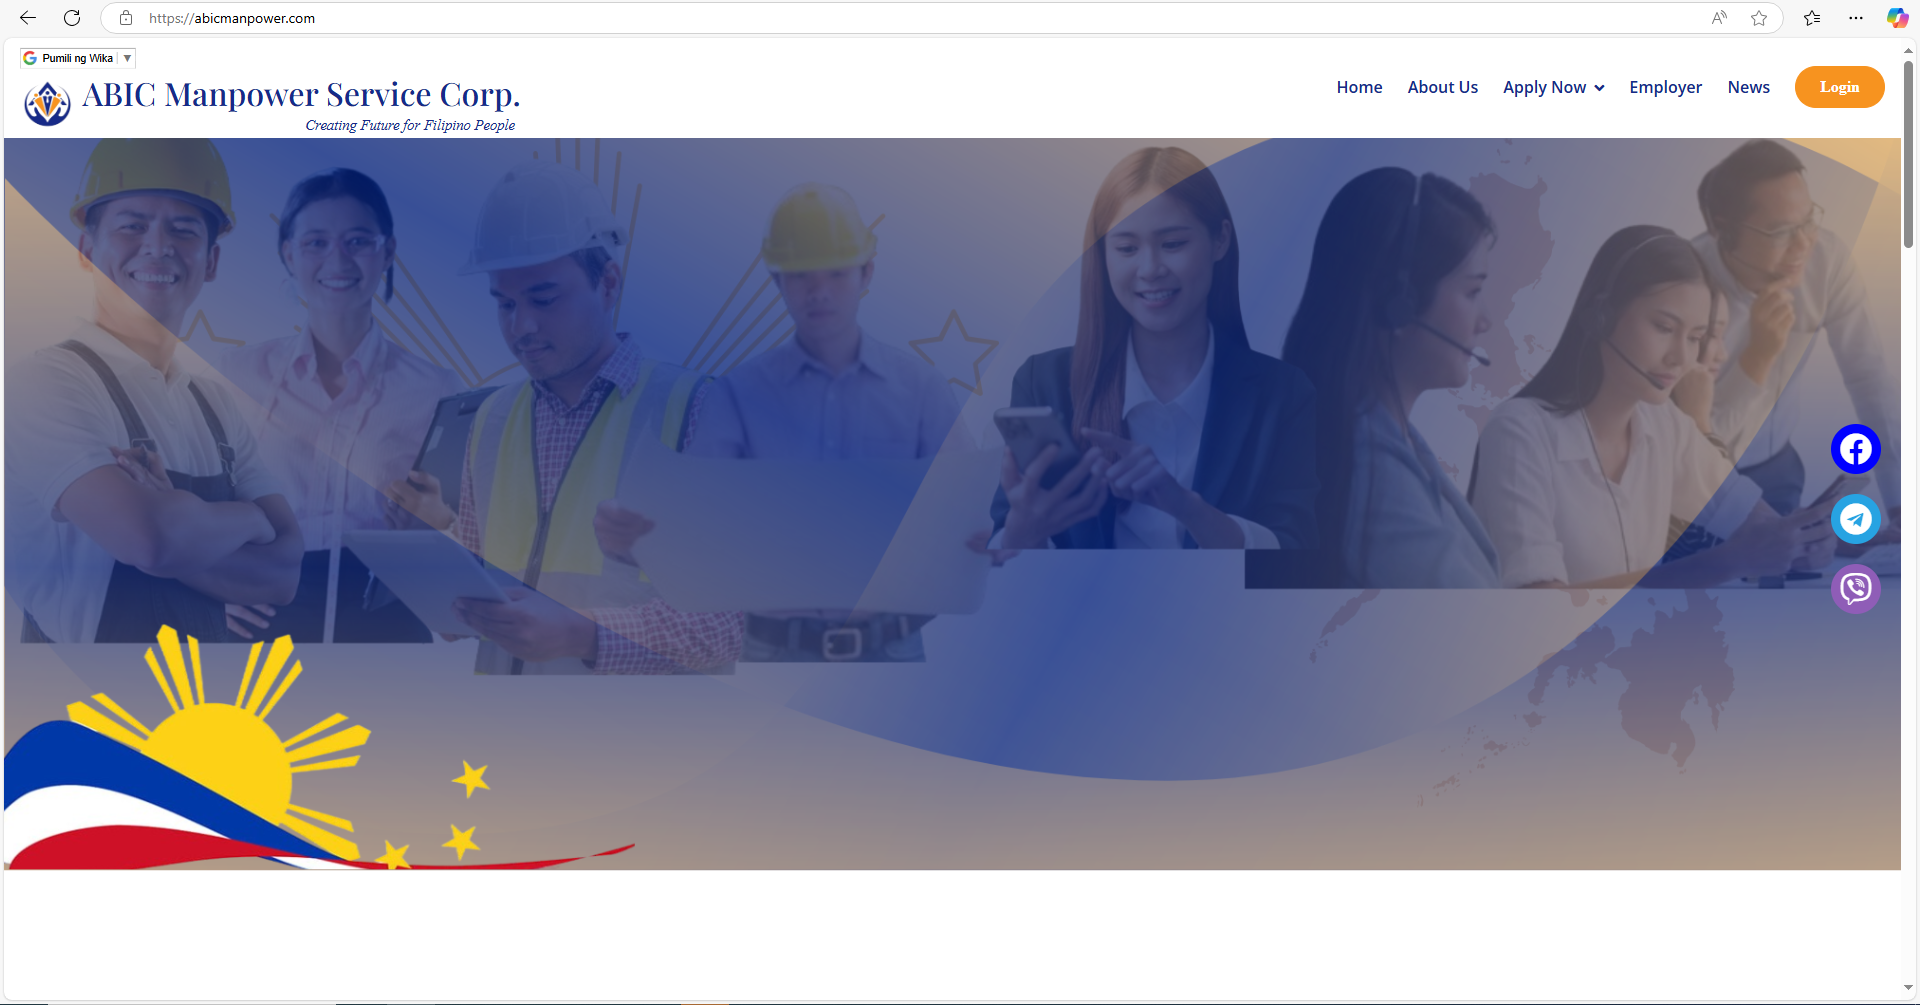 https://abicmanpower.com
Pumili ng Wika ▼
ABIC Manpower Service Corp.
Creating Future for Filipino People
Home About Us Apply Now Employer News Login